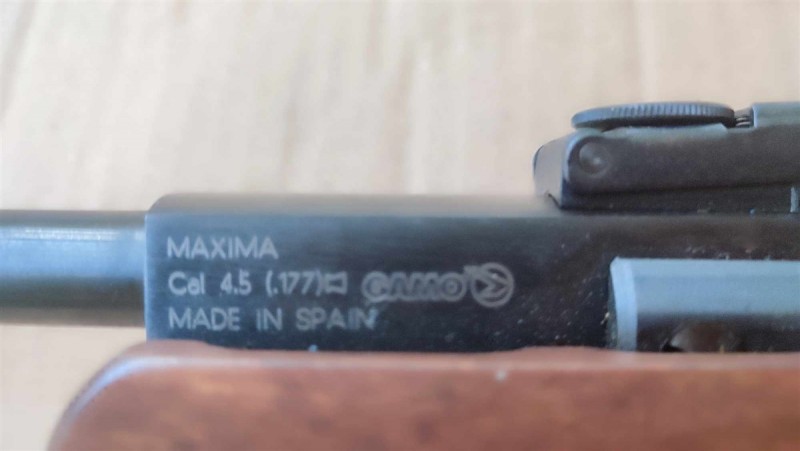 MAXIMA
Cal 4.5 (.177) GAMO
MADE IN SPAIN